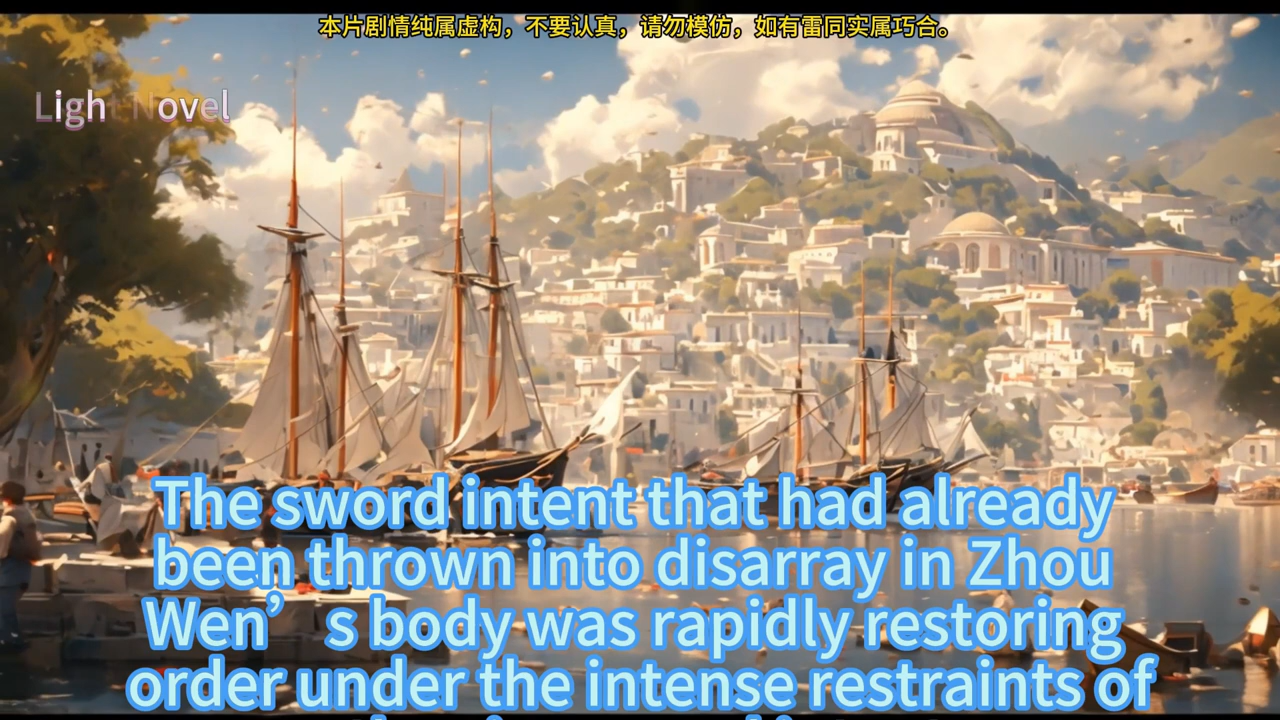 本片剧情纯属虚构，不要认真，请勿模仿，如有雷同实属巧合。
Light Novel
The sword intent that had already
been thrown into disarray in Zhou
Wen’s body was rapidly restoring
order under the intense restraints of